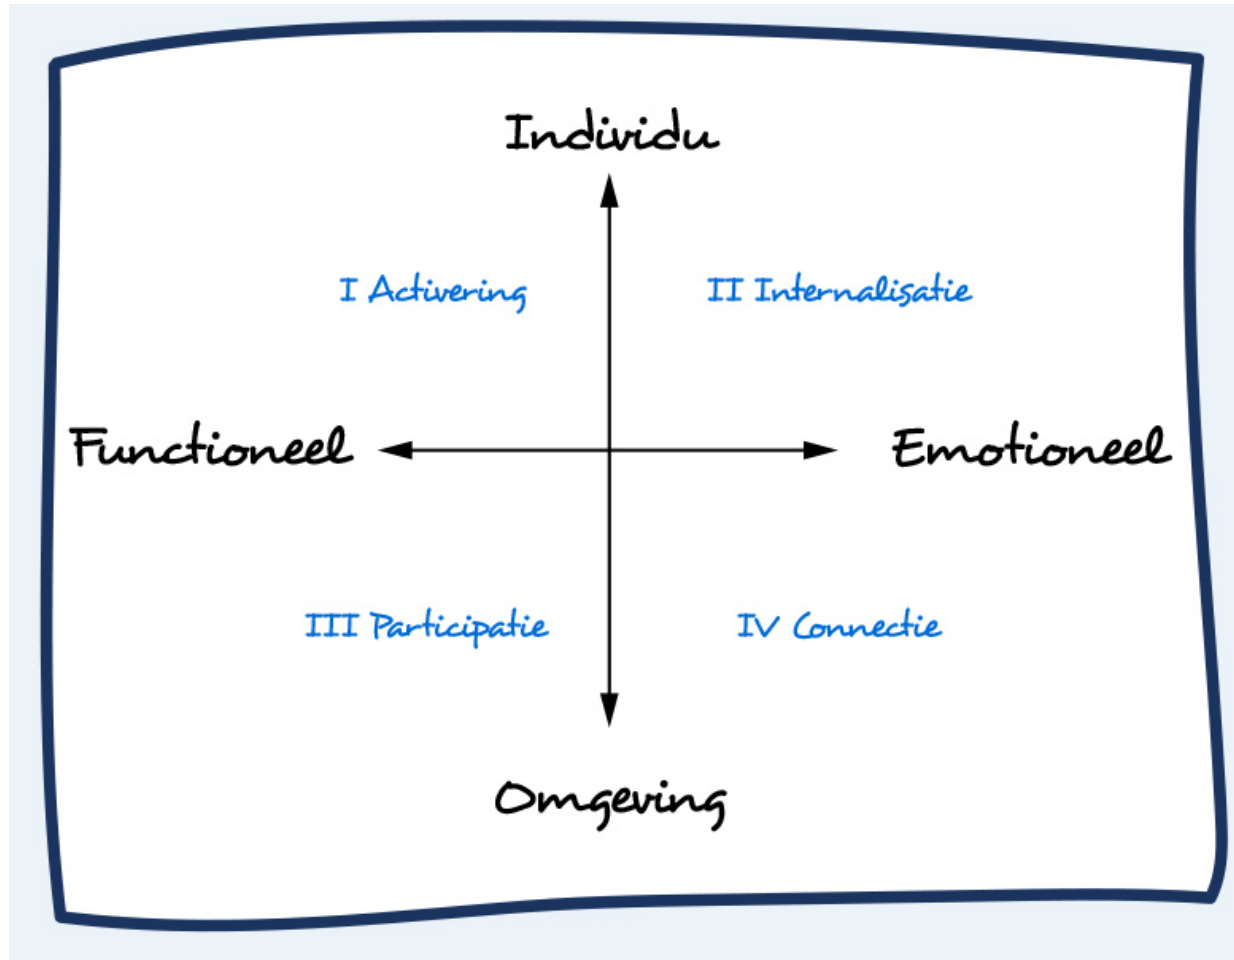 Individu
I Activering
II Internalisatie
Functioneel
Emotioneel
III Participatie
IV Connectie
Omgeving